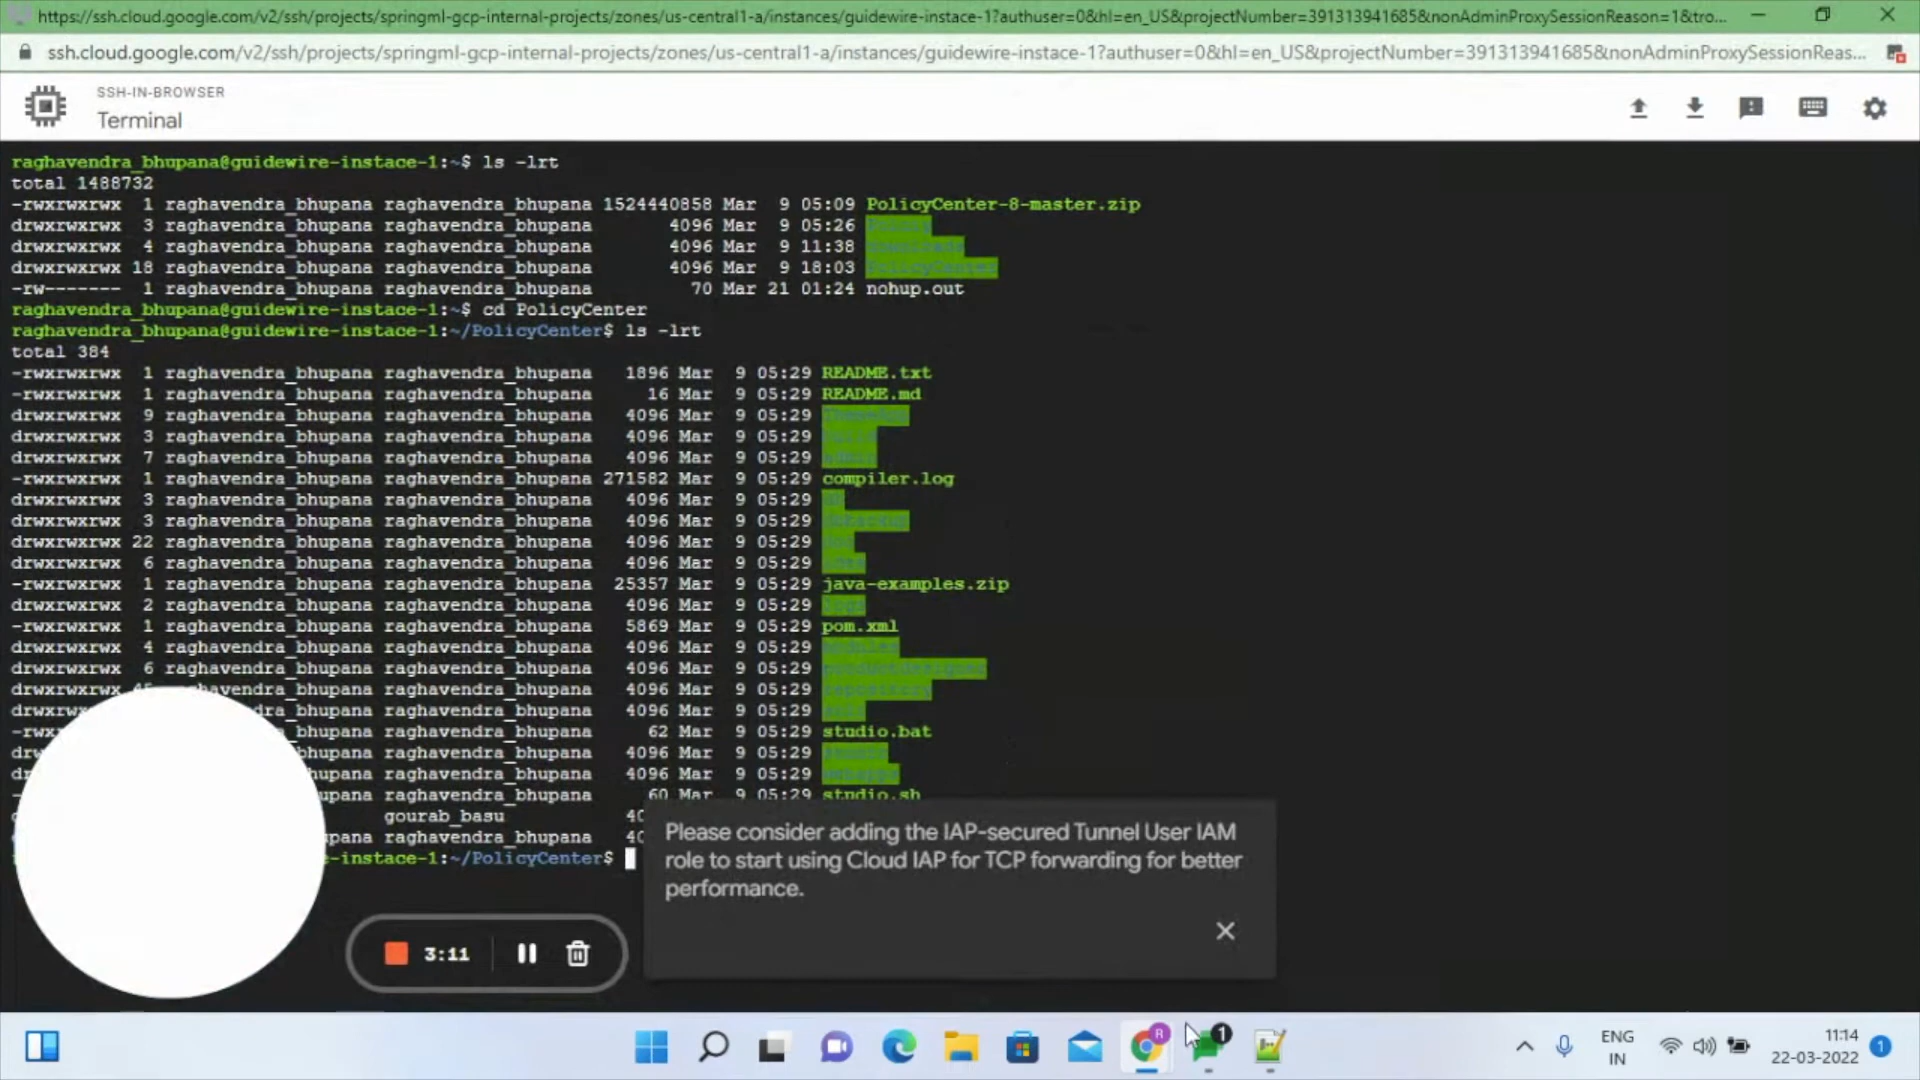 https://ssh.cloud.google.com/v2/ssh/projects/springml-gcp-internal-projects/zones/us-central1-a/instances/guidewire-instace-1?authuser=0&hl=en_US&projectNumber=391313941685&nonAdminProxySessionReason=1&tro...
ssh.cloud.google.com/v2/ssh/projects/springml-gcp-internal-projects/zones/us-central1-a/instances/guidewire-instace-1?authuser=0&hl=en_US&projectNumber=391313941685&nonAdminProxySessionReas...
SSH-IN-BROWSER
Terminal
raghavendra_bhupana@guidewire-instace-1:~$ ls -lrt
total 1488732
-rwxrwxrwx 1 raghavendra_bhupana raghavendra_bhupana 1524440858 Mar 9 05:09 PolicyCenter-8-master.zip
drwxrwxrwx 3 raghavendra_bhupana raghavendra_bhupana 4096 Mar 9 05:26
drwxrwxrwx 4 raghavendra_bhupana raghavendra_bhupana 4096 Mar 9 11:38
drwxrwxrwx 18 raghavendra_bhupana raghavendra_bhupana 4096 Mar 9 18:03 PolicyCenter
-rw------- 1 raghavendra_bhupana raghavendra_bhupana 70 Mar 21 01:24 nohup.out
raghavendra_bhupana@guidewire-instace-1:~$ cd PolicyCenter
raghavendra_bhupana@guidewire-instace-1:~/PolicyCenter$ ls -lrt
total 384
-rwxrwxrwx 1 raghavendra_bhupana raghavendra_bhupana 1896 Mar 9 05:29 README.txt
-rwxrwxrwx 1 raghavendra_bhupana raghavendra_bhupana 16 Mar 9 05:29 README.md
drwxrwxrwx 9 raghavendra_bhupana raghavendra_bhupana 4096 Mar 9 05:29
drwxrwxrwx 3 raghavendra_bhupana raghavendra_bhupana 4096 Mar 9 05:29
drwxrwxrwx 7 raghavendra_bhupana raghavendra_bhupana 4096 Mar 9 05:29 admin
-rwxrwxrwx 1 raghavendra_bhupana raghavendra_bhupana 271582 Mar 9 05:29 compiler.log
drwxrwxrwx 3 raghavendra_bhupana raghavendra_bhupana 4096 Mar 9 05:29
drwxrwxrwx 3 raghavendra_bhupana raghavendra_bhupana 4096 Mar 9 05:29
drwxrwxrwx 22 raghavendra_bhupana raghavendra_bhupana 4096 Mar 9 05:29
drwxrwxrwx 6 raghavendra_bhupana raghavendra_bhupana 4096 Mar 9 05:29
-rwxrwxrwx 1 raghavendra_bhupana raghavendra_bhupana 25357 Mar 9 05:29 java-examples.zip
drwxrwxrwx 2 raghavendra_bhupana raghavendra_bhupana 4096 Mar 9 05:29 logs
-rwxrwxrwx 1 raghavendra_bhupana raghavendra_bhupana 5869 Mar 9 05:29 pom.xml
drwxrwxrwx 4 raghavendra_bhupana raghavendra_bhupana 4096 Mar 9 05:29 modules
drwxrwxrwx 6 raghavendra_bhupana raghavendra_bhupana 4096 Mar 9 05:29
drwxrwxrwx raghavendra_bhupana raghavendra_bhupana 4096 Mar 9 05:29 repository
dra_bhupana raghavendra_bhupana 4096 Mar 9 05:29
bhupana raghavendra_bhupana 62 Mar 9 05:29 studio.bat
hupana raghavendra_bhupana 4096 Mar 9 05:29
hupana raghavendra_bhupana 4096 Mar 9 05:29 webapps
upana raghavendra_bhupana 60 Mar 9 05:29 studio.sh
gourab_basu 40
upana raghavendra_bhupana 40
e-instace-1:~/PolicyCenter$
Please consider adding the IAP-secured Tunnel User IAM
role to start using Cloud IAP for TCP forwarding for better
performance.
3:11
R
1
ENG
IN
11:14
22-03-2022
1